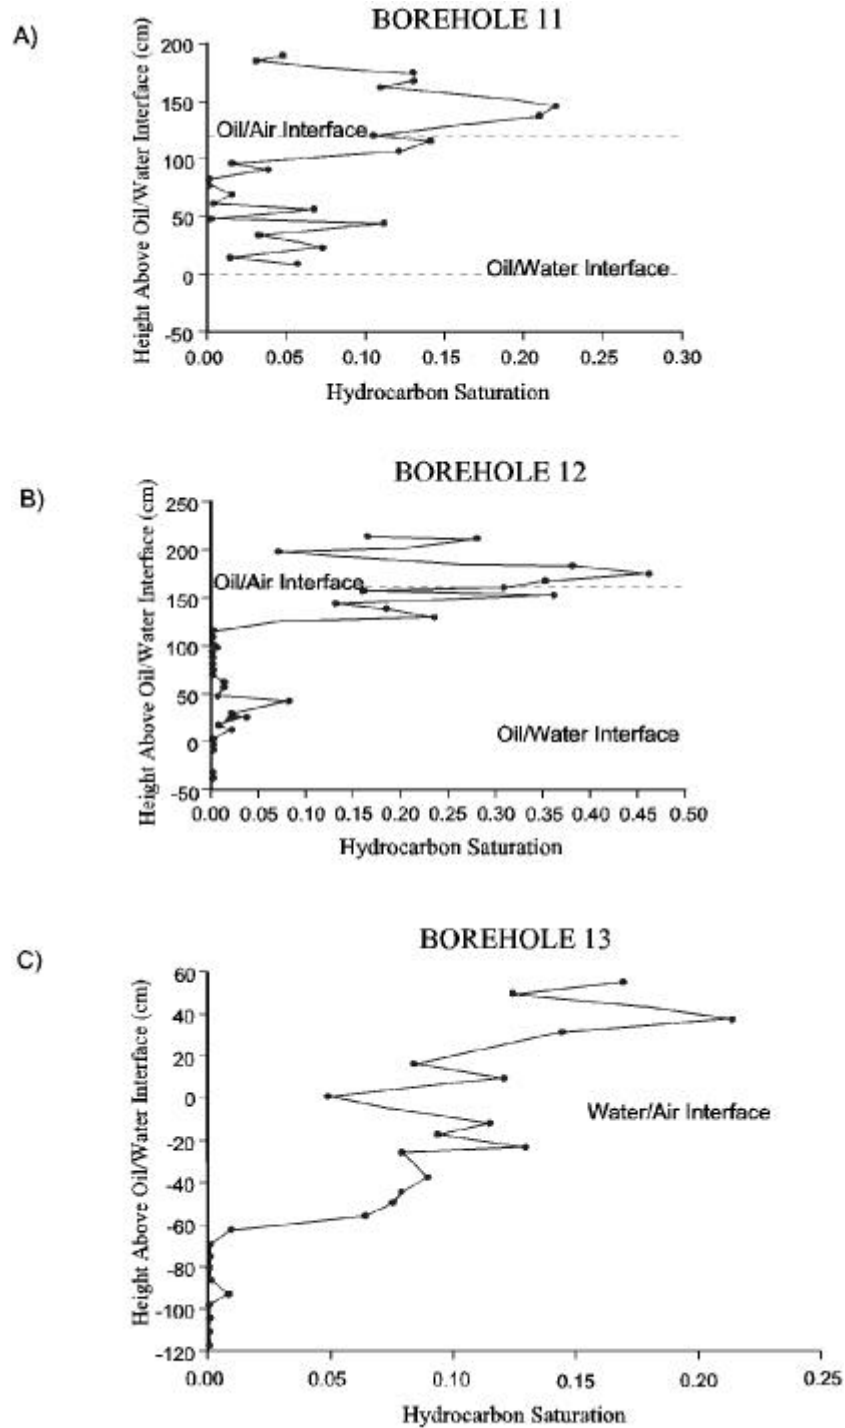 A)
BOREHOLE 11
Height Above Oil/Water Interface (cm)
200
150
Oil/Air Interface
100
50
Oil/Water Interface
0
-50
0.00 0.05 0.10 0.15 0.20 0.25 0.30
Hydrocarbon Saturation
B)
BOREHOLE 12
Height Above Oil/Water Interface (cm)
250
200
Oil/Air Interface
150
100
50
Oil/Water Interface
0
-50
0.00 0.05 0.10 0.15 0.20 0.25 0.30 0.35 0.40 0.45 0.50
Hydrocarbon Saturation
C)
BOREHOLE 13
Height Above Oil/Water Interface (cm)
60
40
20
0
Water/Air Interface
-20
-40
-60
-80
-100
-120
0.00 0.05 0.10 0.15 0.20 0.25
Hydrocarbon Saturation